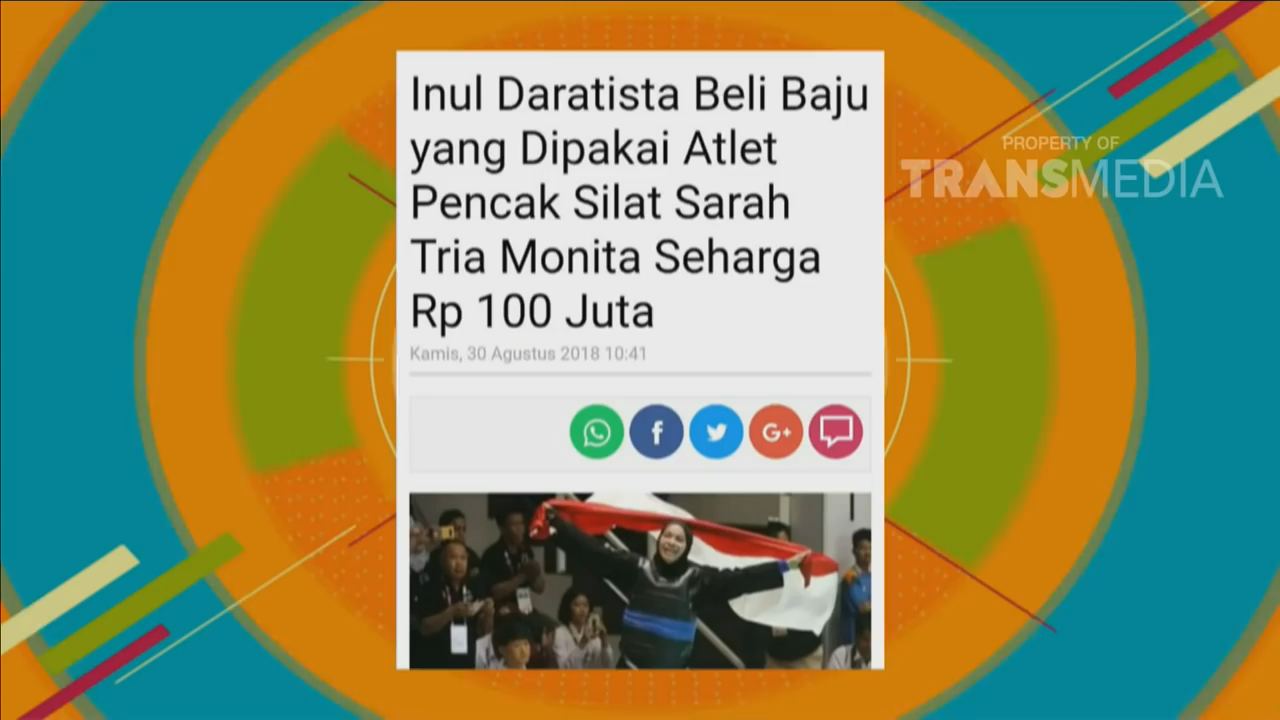 Inul Daratista Beli Baju
yang Dipakai Atlet
Pencak Silat Sarah
Tria Monita Seharga
Rp 100 Juta
Kamis, 30 Agustus 2018 10:41
PROPERTY OF
TRANSMEDIA
f
G+